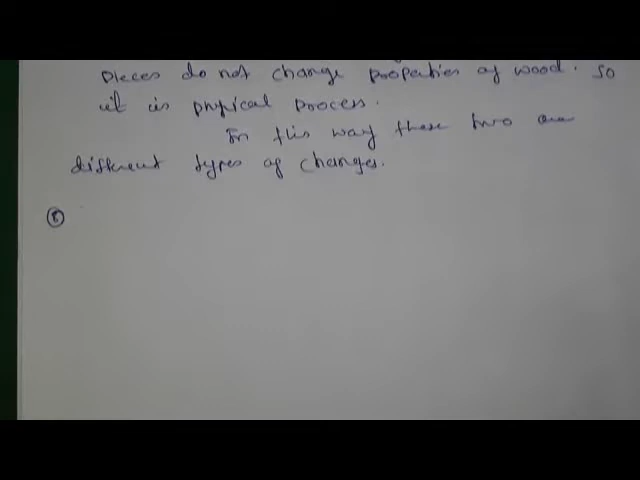 pieces do not change properties of wood. so
it is physical process.
In this way these two are
different types of changes.
8